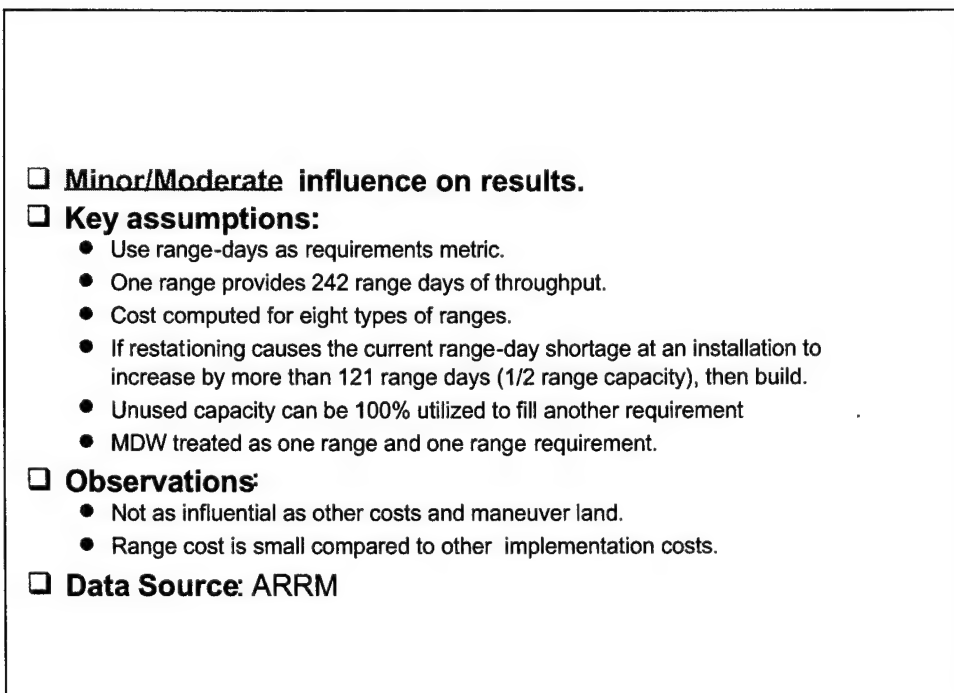 ❑ Minor/Moderate influence on results.
❑ Key assumptions:
● Use range-days as requirements metric.
● One range provides 242 range days of throughput.
● Cost computed for eight types of ranges.
● If restationing causes the current range-day shortage at an installation to
increase by more than 121 range days (1/2 range capacity), then build.
● Unused capacity can be 100% utilized to fill another requirement .
● MDW treated as one range and one range requirement.
❑ Observations:
● Not as influential as other costs and maneuver land.
● Range cost is small compared to other implementation costs.
❑ Data Source: ARRM